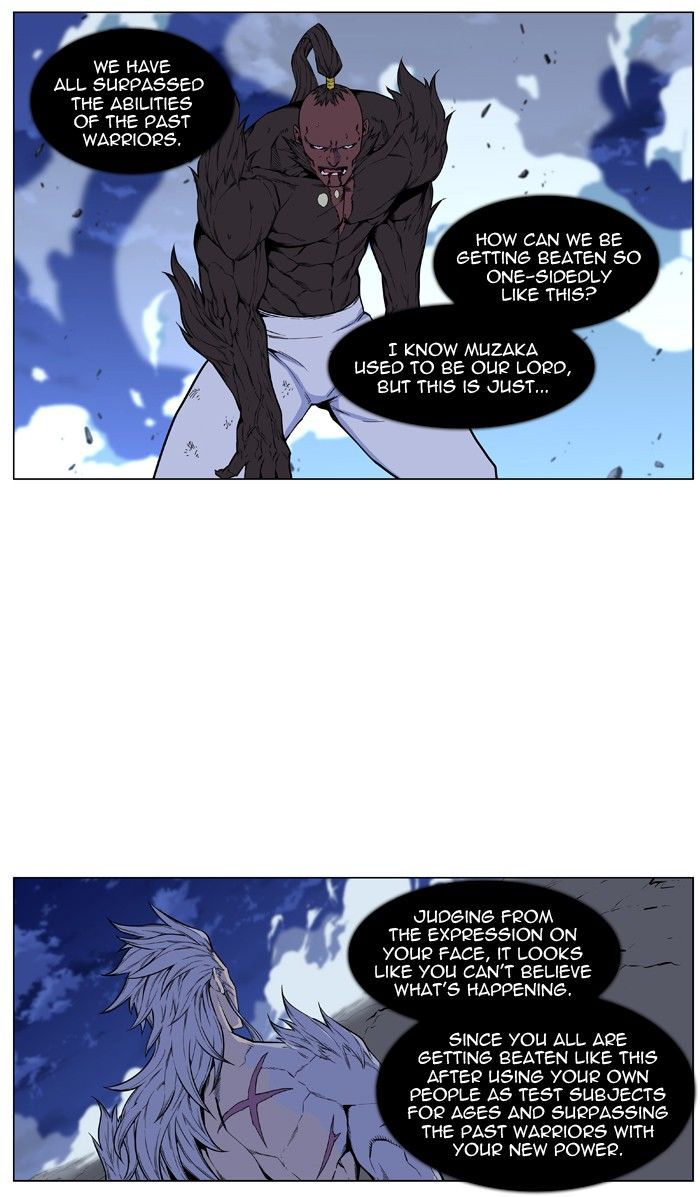 WE HAVE
ALL SURPASSED
THE ABILITIES
OF THE PAST
WARRIORS.
HOW CAN WE BE
GETTING BEATEN SO
ONE-SIDEDLY
LIKE THIS?
I KNOW MUZAKA
USED TO BE OUR LORD,
BUT THIS IS JUST...
JUDGING FROM
THE EXPRESSION ON
YOUR FACE, IT LOOKS
LIKE YOU CAN'T BELIEVE
WHAT'S HAPPENING.
SINCE YOU ALL ARE
GETTING BEATEN LIKE THIS
AFTER USING YOUR OWN
PEOPLE AS TEST SUBJECTS
FOR AGES AND SURPASSING
THE PAST WARRIORS WITH
YOUR NEW POWER.